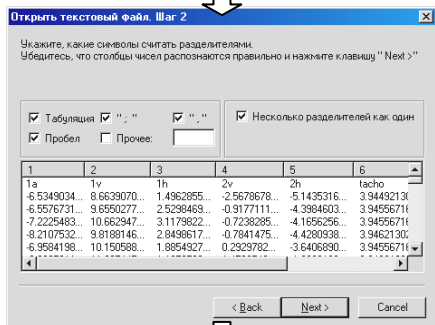 Открыть текстовый файл. Шаг 2
Укажите, какие символы считать разделителями.
Убедитесь, что столбцы чисел распознаются правильно и нажмите клавишу "Next >"
Табуляция " ; " " , " Несколько разделителей как один
Пробел Прочее:
1 2 3 4 5 6
1a 1v 1h 2v 2h tacho
-6.5349034... 8.6639070... 1.4962855... -2.5678678... -5.1435316... 3.94492130
-6.5576731... 9.6550277... 2.5298469... -0.9177111... -4.3984603... 3.94556716
-7.2225483... 10.662947... 3.1179822... -0.7238285... -4.1656256... 3.94556716
-8.2107532... 9.8188146... 2.8498617... -0.7841475... -4.4280938... 3.94621302
-6.9584198... 10.150588... 1.8854927... 0.2929782... -3.6406890... 3.94556716
< Back Next > Cancel